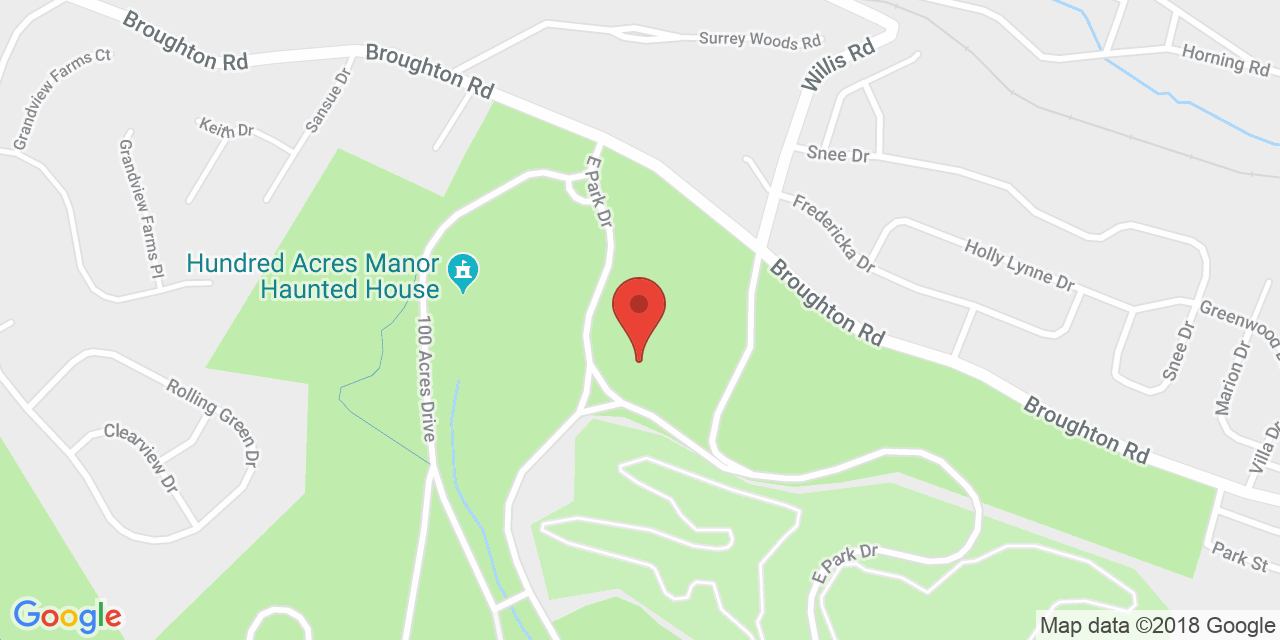 Broughton Rd
Surrey Woods Rd
Willis Rd
Horning Rd
Grandview Farms Ct
Broughton Rd
Sansue Dr
Keith Dr
Snee Dr
Grandview Farms Pl
E Park Dr
Fredericka Dr
Holly Lynne Dr
Hundred Acres Manor
Haunted House
Broughton Rd
Greenwood
Snee Dr
100 Acres Drive
Marion Dr
Rolling Green Dr
Clearview Dr
Broughton Rd
Villa Dr
E Park Dr
Park St
Google
Map data ©2018 Google